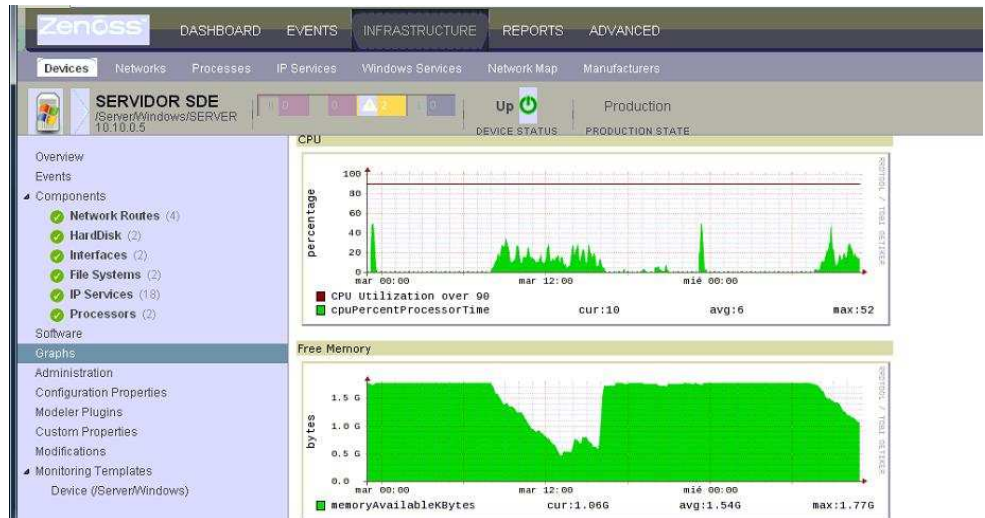 Zenoss
DASHBOARD EVENTS INFRASTRUCTURE REPORTS ADVANCED
Devices Networks Processes IP Services Windows Services Network Map Manufacturers
SERVIDOR SDE
/Server/Windows/SERVER
10.10.0.5
0 0 2 0
Up
DEVICE STATUS
Production
PRODUCTION STATE
Overview
Events
Components
Network Routes (4)
HardDisk (2)
Interfaces (2)
File Systems (2)
IP Services (18)
Processors (2)
Software
Graphs
Administration
Configuration Properties
Modeler Plugins
Custom Properties
Modifications
Monitoring Templates
Device (/Server/Windows)
CPU
percentage
100
80
60
40
20
0
mar 00:00 mar 12:00 mié 00:00
CPU Utilization over 90
cpuPercentProcessorTime cur:10 avg:6 max:52
RRDTOOL / TOBI OETIKER
Free Memory
bytes
1.5 G
1.0 G
0.5 G
0.0
mar 00:00 mar 12:00 mié 00:00
memoryAvailableKBytes cur:1.06G avg:1.54G max:1.77G
RRDTOOL / TOBI OETIKER